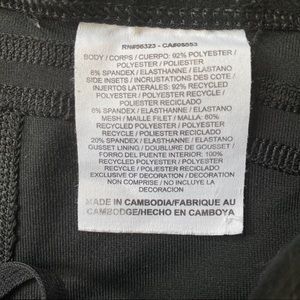 RN#56323 - CA#05553
BODY / CORPS / CUERPO: 92% POLYESTER
/ POLYESTER / POLIESTER
8% SPANDEX / ELASTHANNE / ELASTANO
SIDE INSETS / INCRUSTATIONS DES COTE /
INJERTOS LATERALES: 92% RECYCLED
POLYESTER / POLYESTER RECYCLE /
POLIESTER RECICLADO
8% SPANDEX / ELASTHANNE / ELASTANO
MESH / MAILLE FILET / MALLA: 80%
RECYCLED POLYESTER / POLYESTER
RECYCLE / POLIESTER RECICLADO
20% SPANDEX / ELASTHANNE / ELASTANO
GUSSET LINING / DOUBLURE DE GOUSSET /
FORRO DEL PUENTE INTERIOR: 100%
RECYCLED POLYESTER / POLYESTER
RECYCLE / POLIESTER RECICLADO
EXCLUSIVE OF DECORATION / DECORATION
NON COMPRISE / NO INCLUYE LA
DECORACION
MADE IN CAMBODIA/FABRIQUE AU
CAMBODGE/HECHO EN CAMBOYA